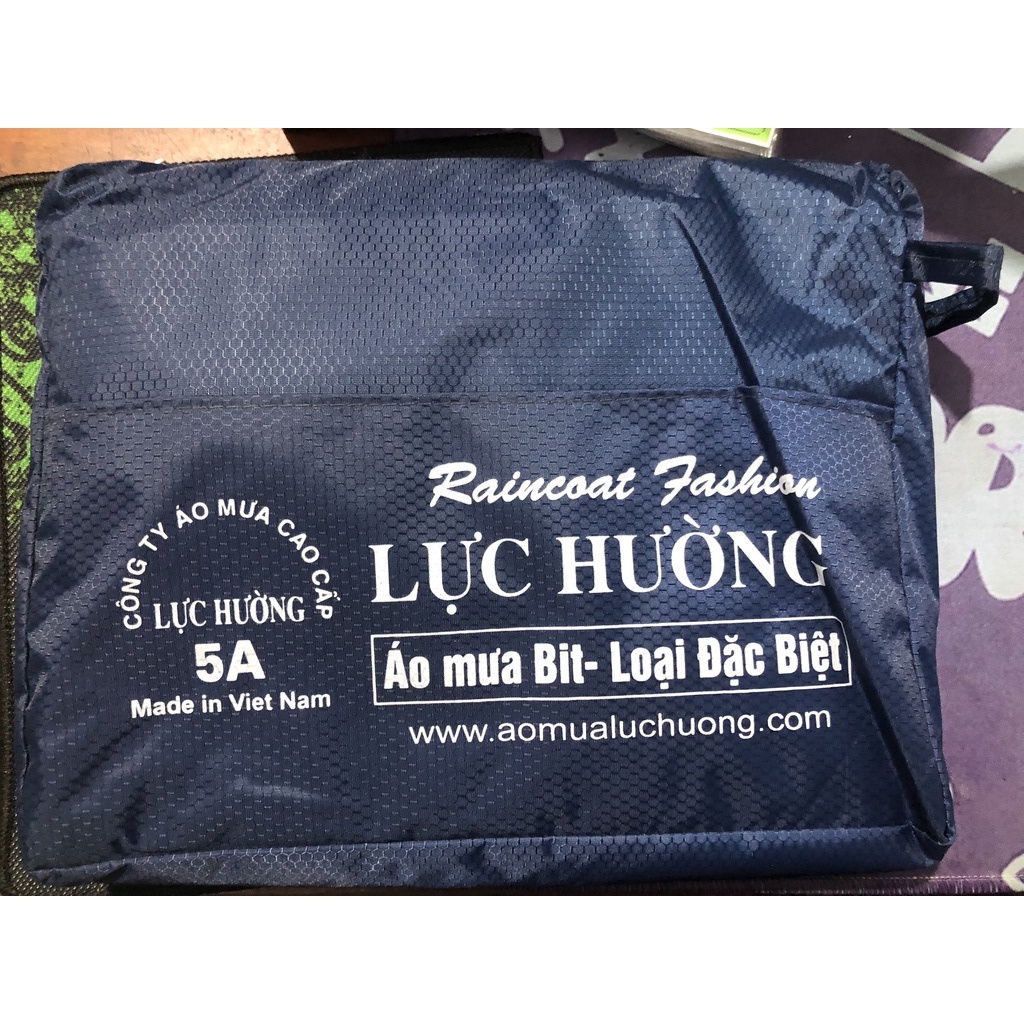 CÔNG TY ÁO MƯA CAO CẤP
LỰC HƯỜNG
5A
Made in Viet Nam
Raincoat Fashion
LỰC HƯỜNG
Áo mưa Bit- Loại Đặc Biệt
www.aomualuchuong.com